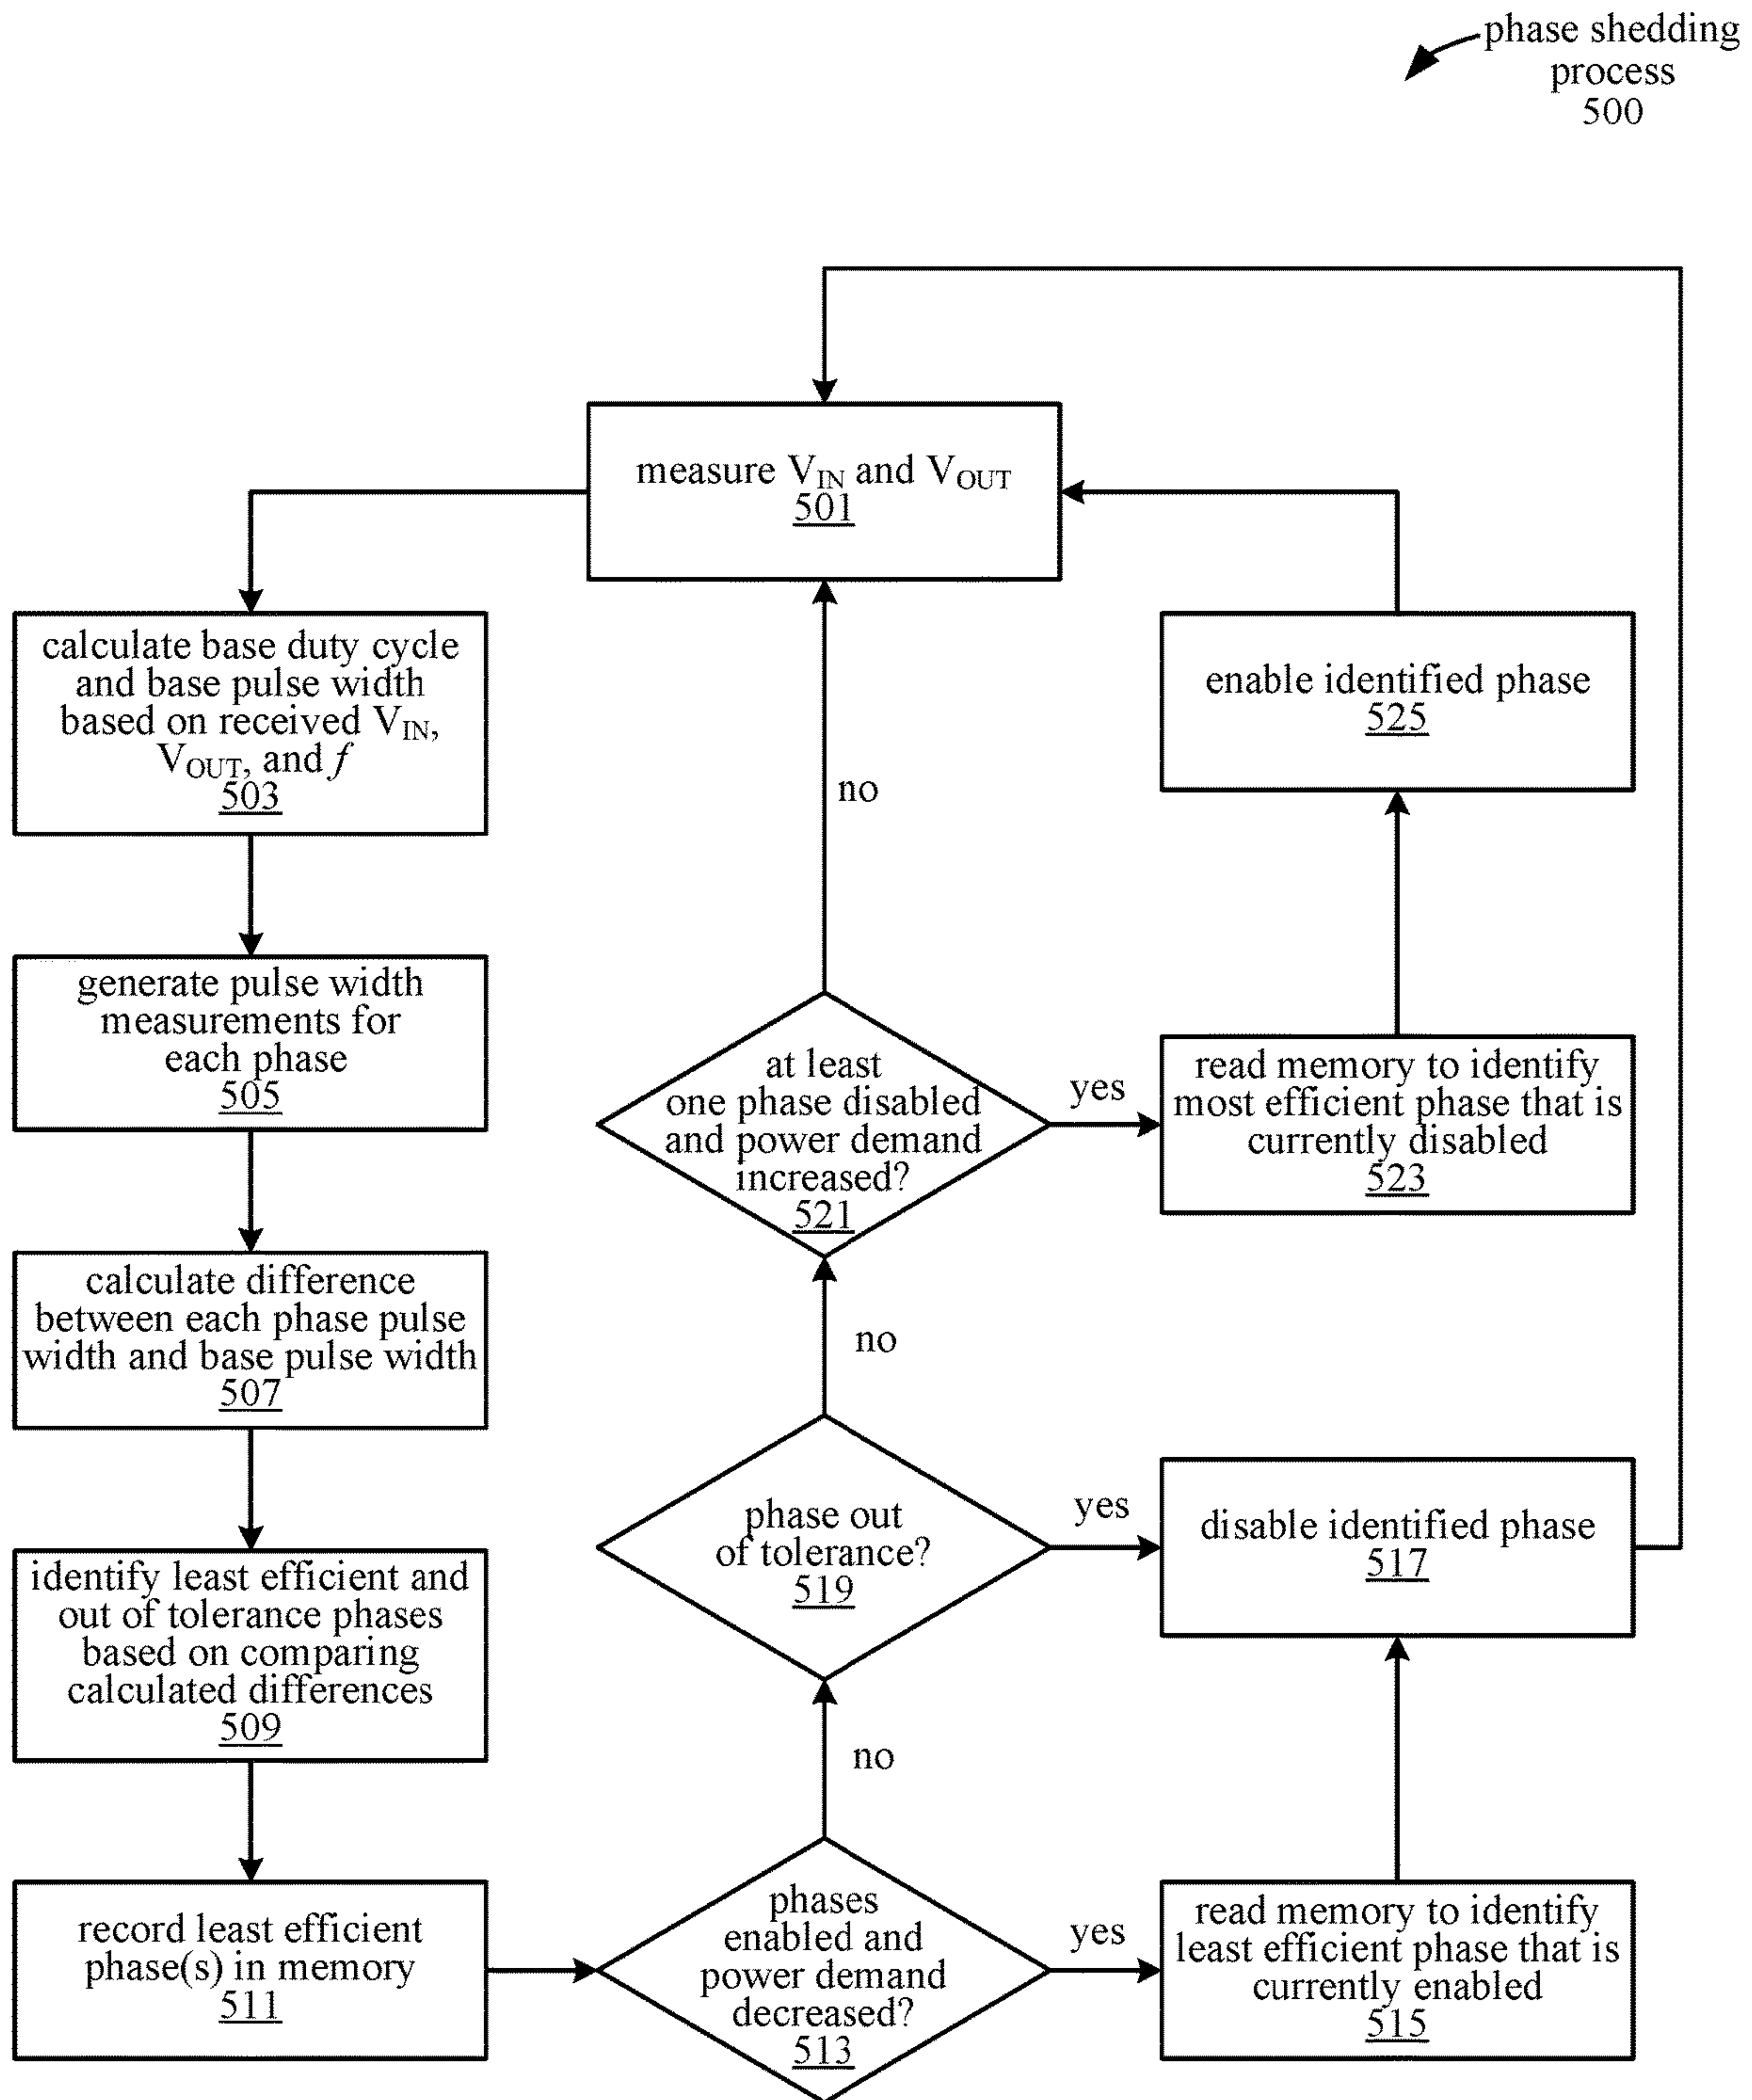 phase shedding
process
500
measure VIN and VOUT
501
calculate base duty cycle
and base pulse width
based on received VIN,
VOUT, and f
503
enable identified phase
525
no
generate pulse width
measurements for
each phase
505
at least
one phase disabled
and power demand
increased?
521
yes
read memory to identify
most efficient phase that is
currently disabled
523
calculate difference
between each phase pulse
width and base pulse width
507
no
identify least efficient and
out of tolerance phases
based on comparing
calculated differences
509
phase out
of tolerance?
519
yes
disable identified phase
517
no
record least efficient
phase(s) in memory
511
phases
enabled and
power demand
decreased?
513
yes
read memory to identify
least efficient phase that is
currently enabled
515